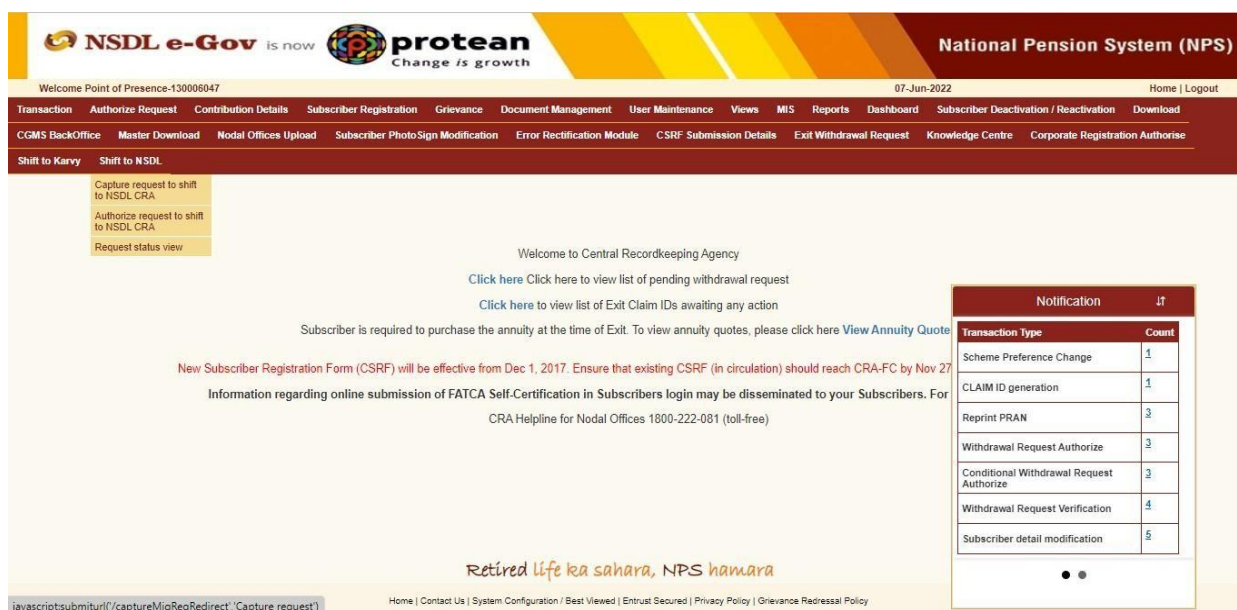 NSDL e-Gov is now protean
Change is growth
National Pension System (NPS)
Welcome Point of Presence-130006047
07-Jun-2022
Home | Logout
Transaction Authorize Request Contribution Details Subscriber Registration Grievance Document Management User Maintenance Views MIS Reports Dashboard Subscriber Deactivation / Reactivation Download
CGMS BackOffice Master Download Nodal Offices Upload Subscriber PhotoSign Modification Error Rectification Module CSRF Submission Details Exit Withdrawal Request Knowledge Centre Corporate Registration Authorise
Shift to Karvy Shift to NSDL
Capture request to shift
to NSDL CRA
Authorize request to shift
to NSDL CRA
Request status view
Welcome to Central Recordkeeping Agency
Click here Click here to view list of pending withdrawal request
Click here to view list of Exit Claim IDs awaiting any action
Subscriber is required to purchase the annuity at the time of Exit. To view annuity quotes, please click here View Annuity Quote
New Subscriber Registration Form (CSRF) will be effective from Dec 1, 2017. Ensure that existing CSRF (in circulation) should reach CRA-FC by Nov 27
Information regarding online submission of FATCA Self-Certification in Subscribers login may be disseminated to your Subscribers. For
CRA Helpline for Nodal Offices 1800-222-081 (toll-free)
Notification
Transaction Type Count
Scheme Preference Change 1
CLAIM ID generation 1
Reprint PRAN 3
Withdrawal Request Authorize 3
Conditional Withdrawal Request
Authorize 3
Withdrawal Request Verification 4
Subscriber detail modification 5
Retired life ka sahara, NPS hamara
Home | Contact Us | System Configuration / Best Viewed | Entrust Secured | Privacy Policy | Grievance Redressal Policy
javascript:submiturl('/captureMigReqRedirect','Capture request')